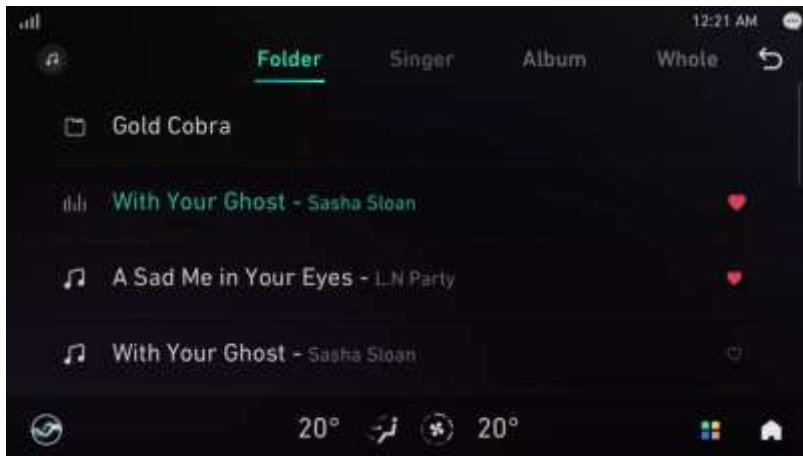 12:21 AM
Folder Singer Album Whole
Gold Cobra
With Your Ghost - Sasha Sloan
A Sad Me in Your Eyes - L.N Party
With Your Ghost - Sasha Sloan
20° 20°